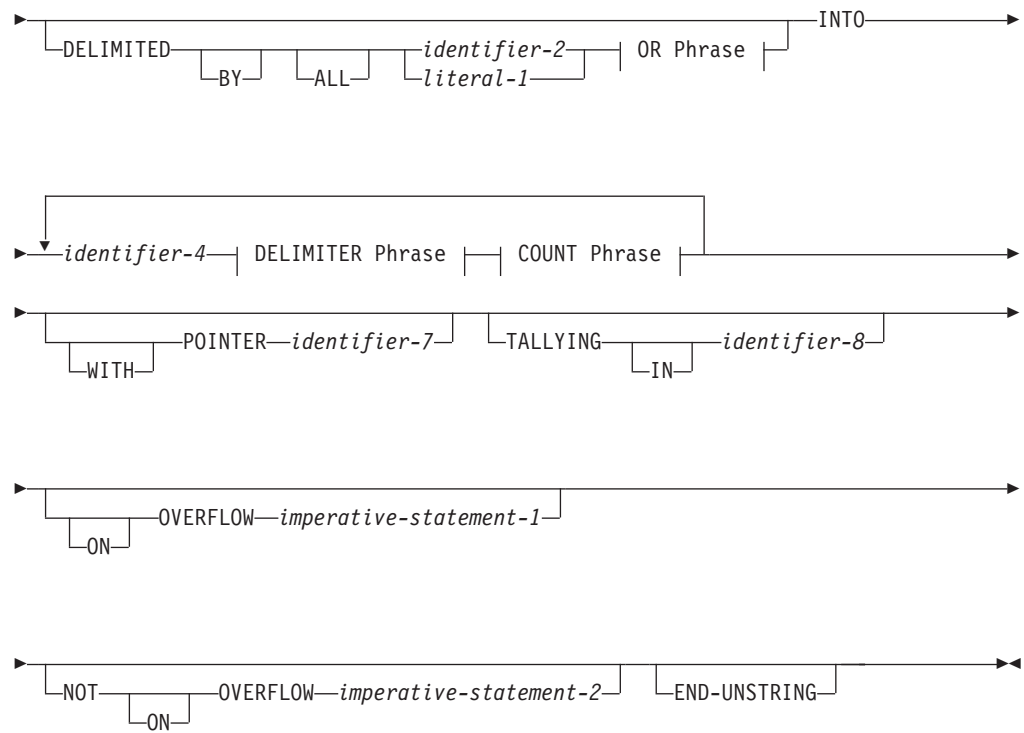 INTO
DELIMITED identifier-2 OR Phrase
BY ALL literal-1
identifier-4 DELIMITER Phrase COUNT Phrase
POINTER identifier-7 TALLYING identifier-8
WITH IN
OVERFLOW imperative-statement-1
ON
NOT OVERFLOW imperative-statement-2 END-UNSTRING
ON